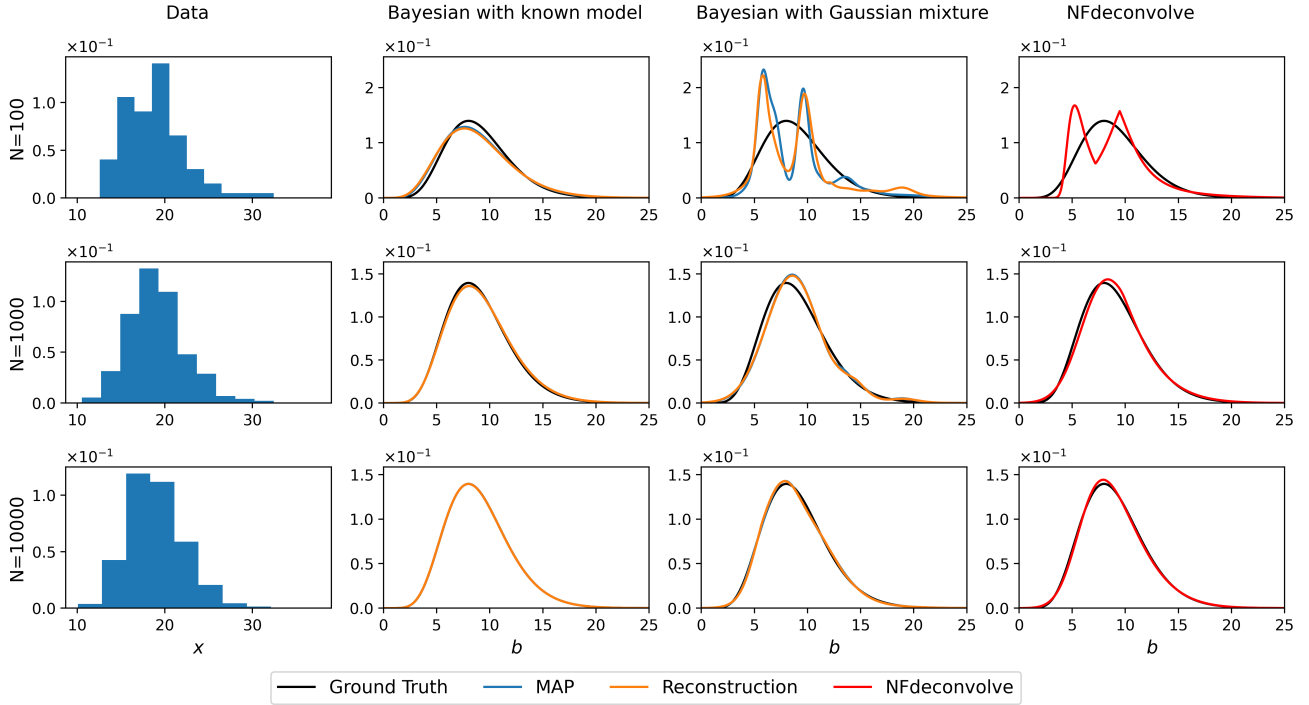 Data
Bayesian with known model
Bayesian with Gaussian mixture
NFdeconvolve
N=100
×10⁻¹
1.0
0.5
0.0
10 20 30
×10⁻¹
2
1
0
0 5 10 15 20 25
×10⁻¹
2
1
0
0 5 10 15 20 25
×10⁻¹
2
1
0
0 5 10 15 20 25
N=1000
×10⁻¹
1.0
0.5
0.0
10 20 30
×10⁻¹
1.5
1.0
0.5
0.0
0 5 10 15 20 25
×10⁻¹
1.5
1.0
0.5
0.0
0 5 10 15 20 25
×10⁻¹
1.5
1.0
0.5
0.0
0 5 10 15 20 25
N=10000
×10⁻¹
1.0
0.5
0.0
10 20 30
x
×10⁻¹
1.5
1.0
0.5
0.0
0 5 10 15 20 25
b
×10⁻¹
1.5
1.0
0.5
0.0
0 5 10 15 20 25
b
×10⁻¹
1.5
1.0
0.5
0.0
0 5 10 15 20 25
b
Ground Truth
MAP
Reconstruction
NFdeconvolve